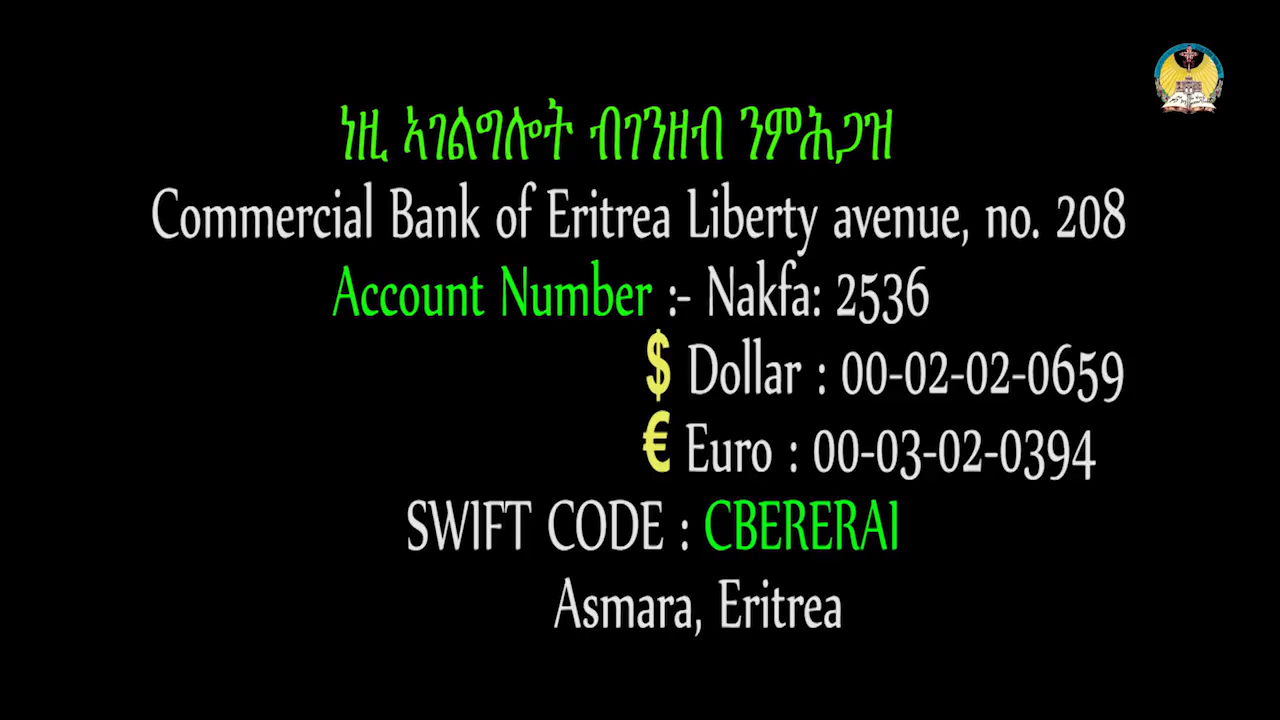 ነዚ ኣገልግሎት ብገንዘብ ንምሕጋዝ
Commercial Bank of Eritrea Liberty avenue, no. 208
Account Number :- Nakfa: 2536
$ Dollar : 00-02-02-0659
€ Euro : 00-03-02-0394
SWIFT CODE : CBERERAI
Asmara, Eritrea